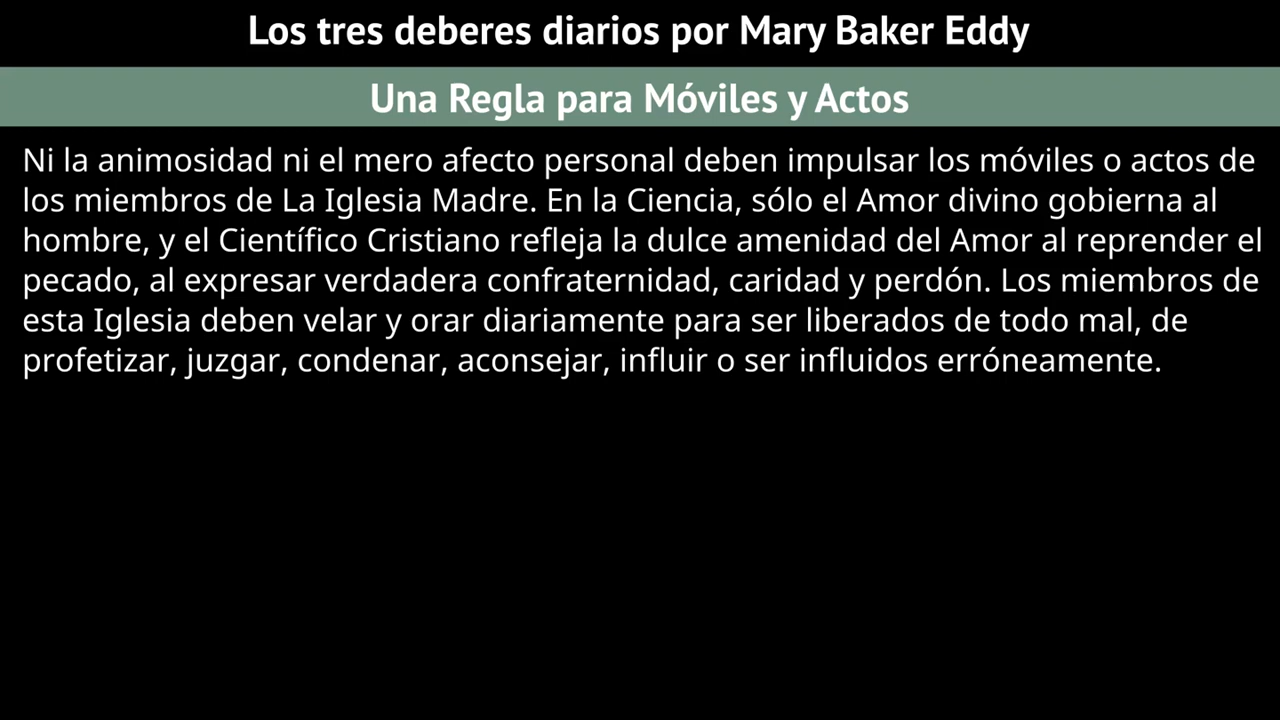 Los tres deberes diarios por Mary Baker Eddy
Una Regla para Móviles y Actos
Ni la animosidad ni el mero afecto personal deben impulsar los móviles o actos de
los miembros de La Iglesia Madre. En la Ciencia, sólo el Amor divino gobierna al
hombre, y el Científico Cristiano refleja la dulce amenidad del Amor al reprender el
pecado, al expresar verdadera confraternidad, caridad y perdón. Los miembros de
esta Iglesia deben velar y orar diariamente para ser liberados de todo mal, de
profetizar, juzgar, condenar, aconsejar, influir o ser influidos erróneamente.